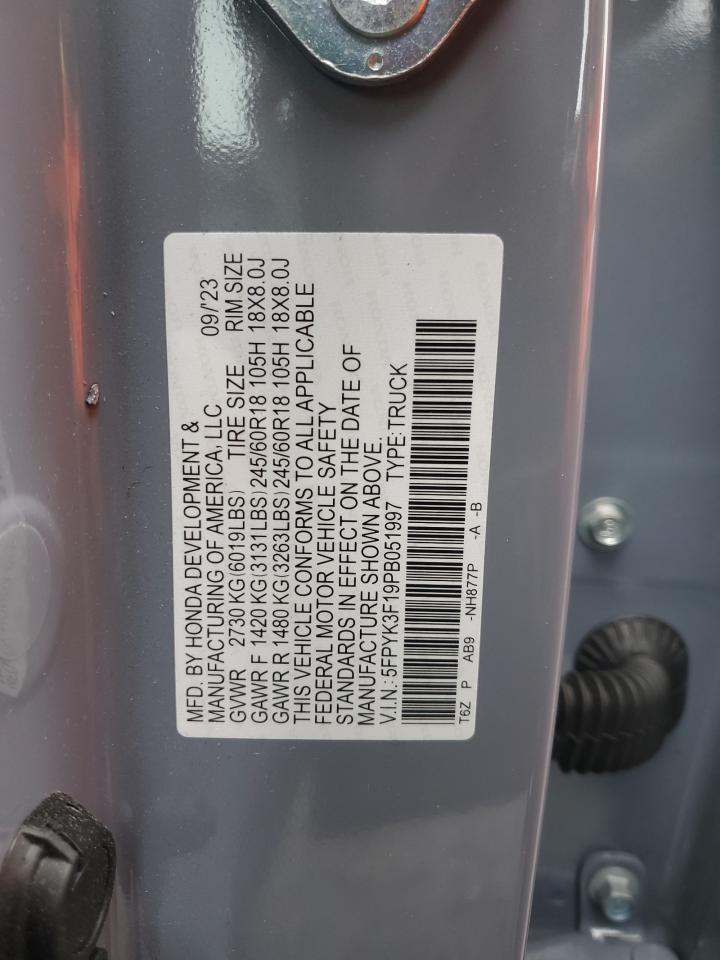 MFD. BY HONDA DEVELOPMENT &
MANUFACTURING OF AMERICA, LLC 09/'23
GVWR 2730 KG(6019LBS) TIRE SIZE RIM SIZE
GAWR F 1420 KG(3131LBS) 245/60R18 105H 18X8.0J
GAWR R 1480 KG(3263LBS) 245/60R18 105H 18X8.0J
THIS VEHICLE CONFORMS TO ALL APPLICABLE
FEDERAL MOTOR VEHICLE SAFETY
STANDARDS IN EFFECT ON THE DATE OF
MANUFACTURE SHOWN ABOVE.
V.I.N.: 5FPYK3F19PB051997 TYPE:TRUCK
T6Z P AB9 -NH877P -A -B